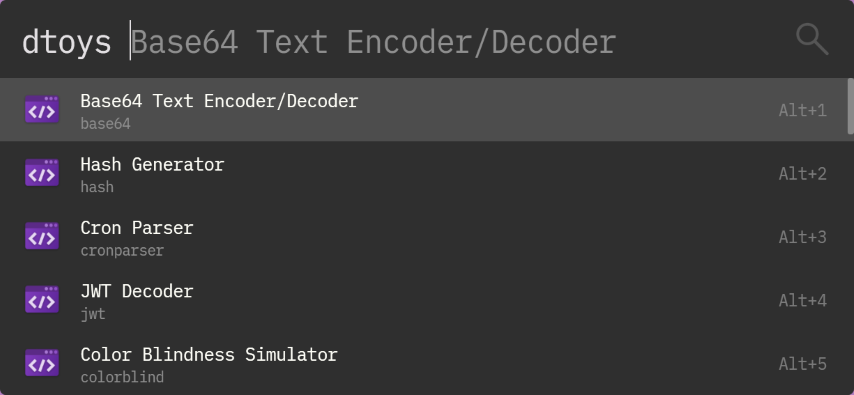 dtoys Base64 Text Encoder/Decoder
Base64 Text Encoder/Decoder
base64
Alt+1
Hash Generator
hash
Alt+2
Cron Parser
cronparser
Alt+3
JWT Decoder
jwt
Alt+4
Color Blindness Simulator
colorblind
Alt+5